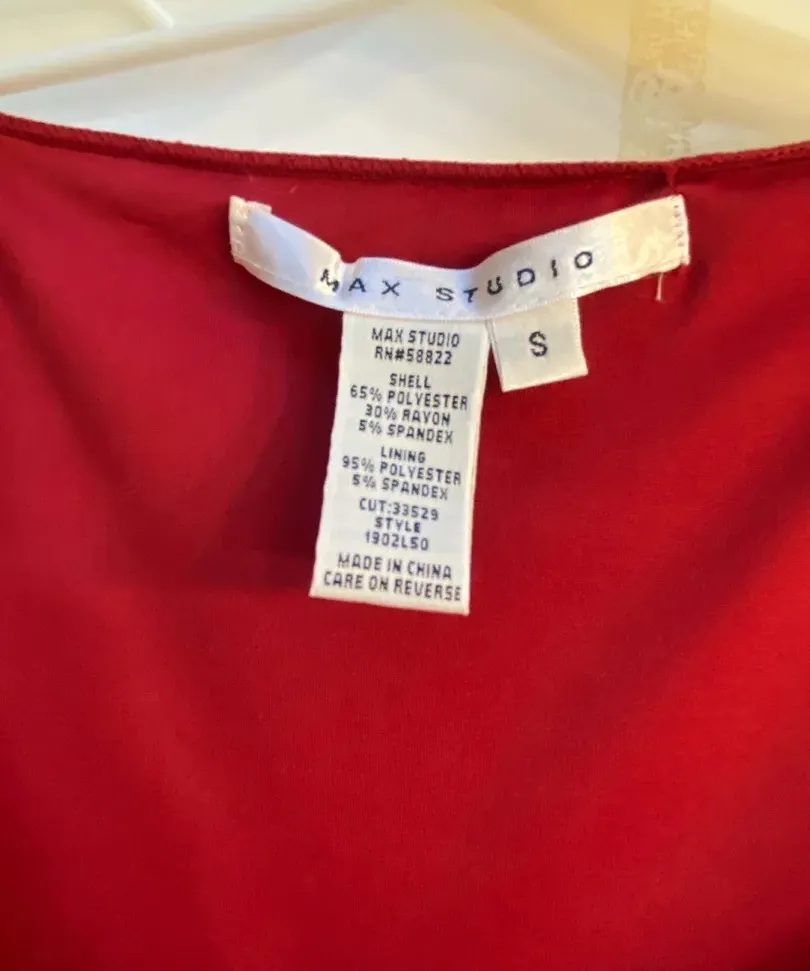 MAX STUDIO
S
MAX STUDIO
RN#58822
SHELL
65% POLYESTER
30% RAYON
5% SPANDEX
LINING
95% POLYESTER
5% SPANDEX
CUT:33529
STYLE
1902L50
MADE IN CHINA
CARE ON REVERSE